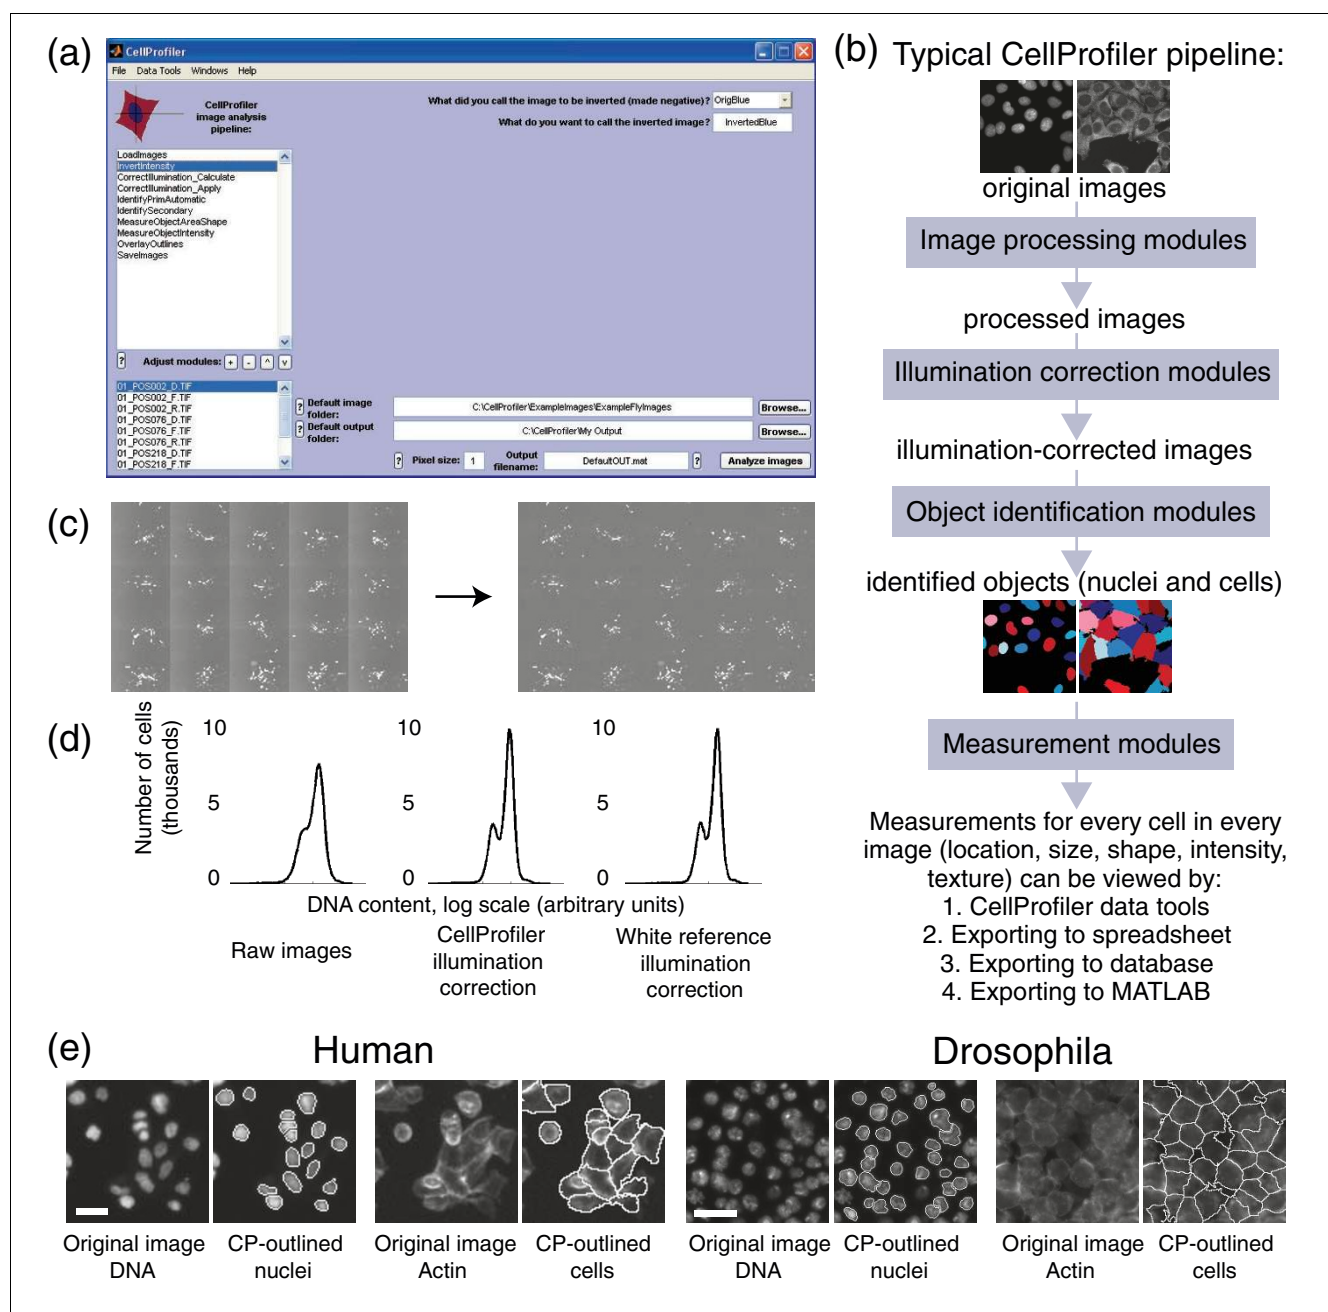 (a)
CellProfiler
File Data Tools Windows Help
CellProfiler
image analysis
pipeline:
What did you call the image to be inverted (made negative)? OrigBlue
What do you want to call the inverted image? InvertedBlue
LoadImages
InvertIntensity
CorrectIllumination_Calculate
CorrectIllumination_Apply
IdentifyPrimAutomatic
IdentifySecondary
MeasureObjectAreaShape
MeasureObjectIntensity
OverlayOutlines
SaveImages
? Adjust modules: + - ^ v
01_POS002_D.TIF
01_POS002_F.TIF
01_POS002_R.TIF
01_POS076_D.TIF
01_POS076_F.TIF
01_POS076_R.TIF
01_POS218_D.TIF
01_POS218_F.TIF
? Default image
folder:
C:\CellProfiler\ExampleImages\ExampleFlyImages
Browse...
? Default output
folder:
C:\CellProfiler\My Output
Browse...
? Pixel size: 1
Output
filename:
DefaultOUT.mat
?
Analyze images
(b) Typical CellProfiler pipeline:
original images
Image processing modules
processed images
Illumination correction modules
illumination-corrected images
Object identification modules
identified objects (nuclei and cells)
Measurement modules
Measurements for every cell in every
image (location, size, shape, intensity,
texture) can be viewed by:
1. CellProfiler data tools
2. Exporting to spreadsheet
3. Exporting to database
4. Exporting to MATLAB
(c)
(d)
Number of cells
(thousands)
10
5
0
10
5
0
10
5
0
DNA content, log scale (arbitrary units)
Raw images
CellProfiler
illumination
correction
White reference
illumination
correction
(e)
Human
Drosophila
Original image
DNA
CP-outlined
nuclei
Original image
Actin
CP-outlined
cells
Original image
DNA
CP-outlined
nuclei
Original image
Actin
CP-outlined
cells